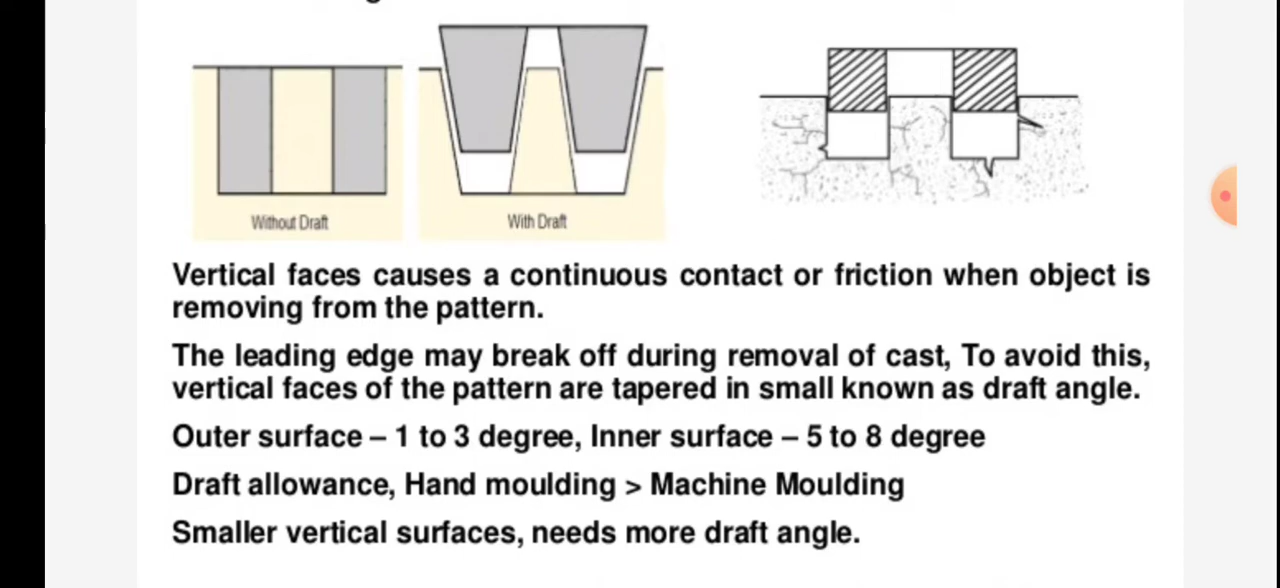 Without Draft
With Draft
Vertical faces causes a continuous contact or friction when object is
removing from the pattern.
The leading edge may break off during removal of cast, To avoid this,
vertical faces of the pattern are tapered in small known as draft angle.
Outer surface – 1 to 3 degree, Inner surface – 5 to 8 degree
Draft allowance, Hand moulding > Machine Moulding
Smaller vertical surfaces, needs more draft angle.